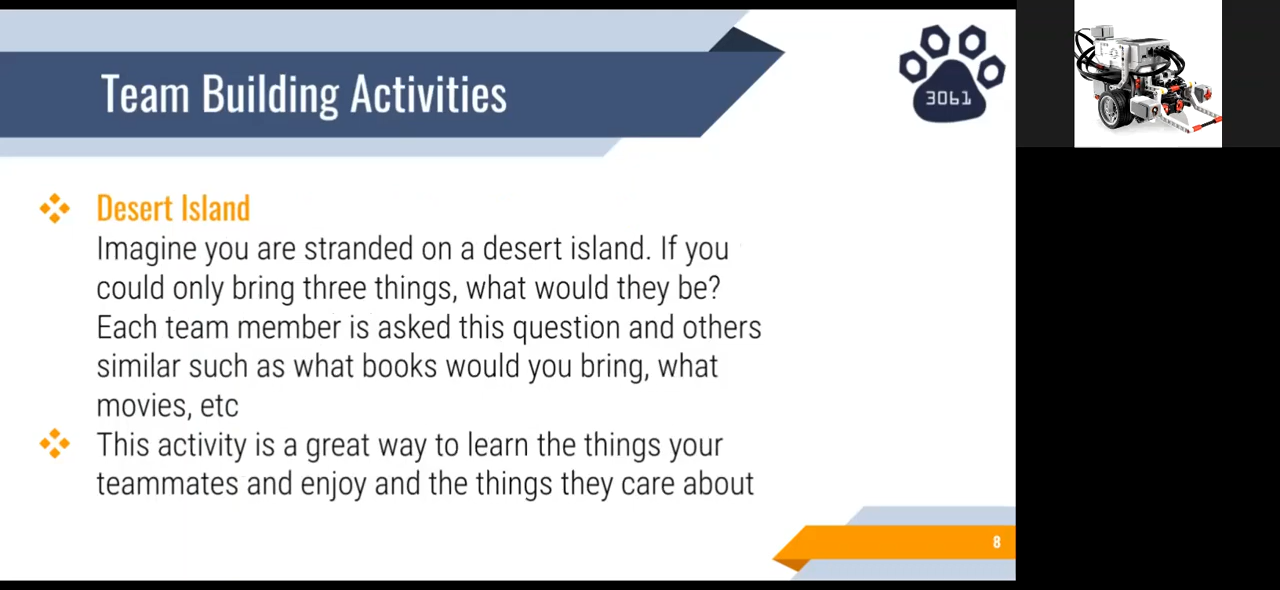 Team Building Activities
3061
Desert Island
Imagine you are stranded on a desert island. If you
could only bring three things, what would they be?
Each team member is asked this question and others
similar such as what books would you bring, what
movies, etc
This activity is a great way to learn the things your
teammates and enjoy and the things they care about
8